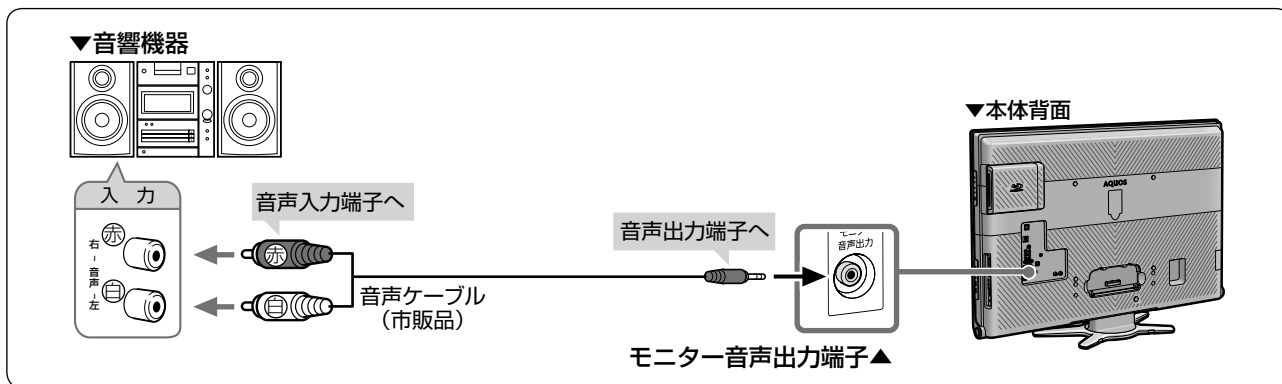 ▼音響機器
入 力
赤
右-音声-左
白
音声入力端子へ
赤
白
音声ケーブル
（市販品）
音声出力端子へ
音声出力
モニター音声出力端子▲
▼本体背面
AQUOS